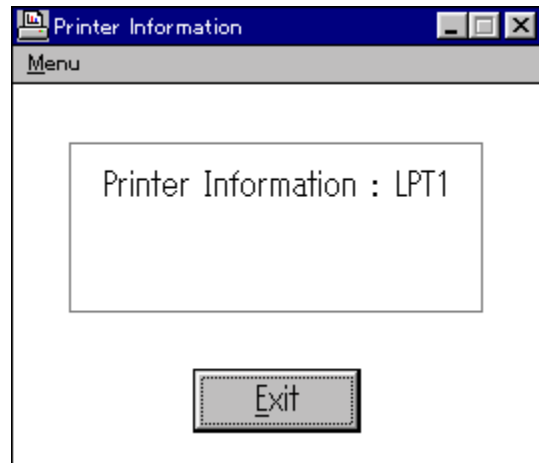 Printer Information
Menu
Printer Information : LPT1
Exit